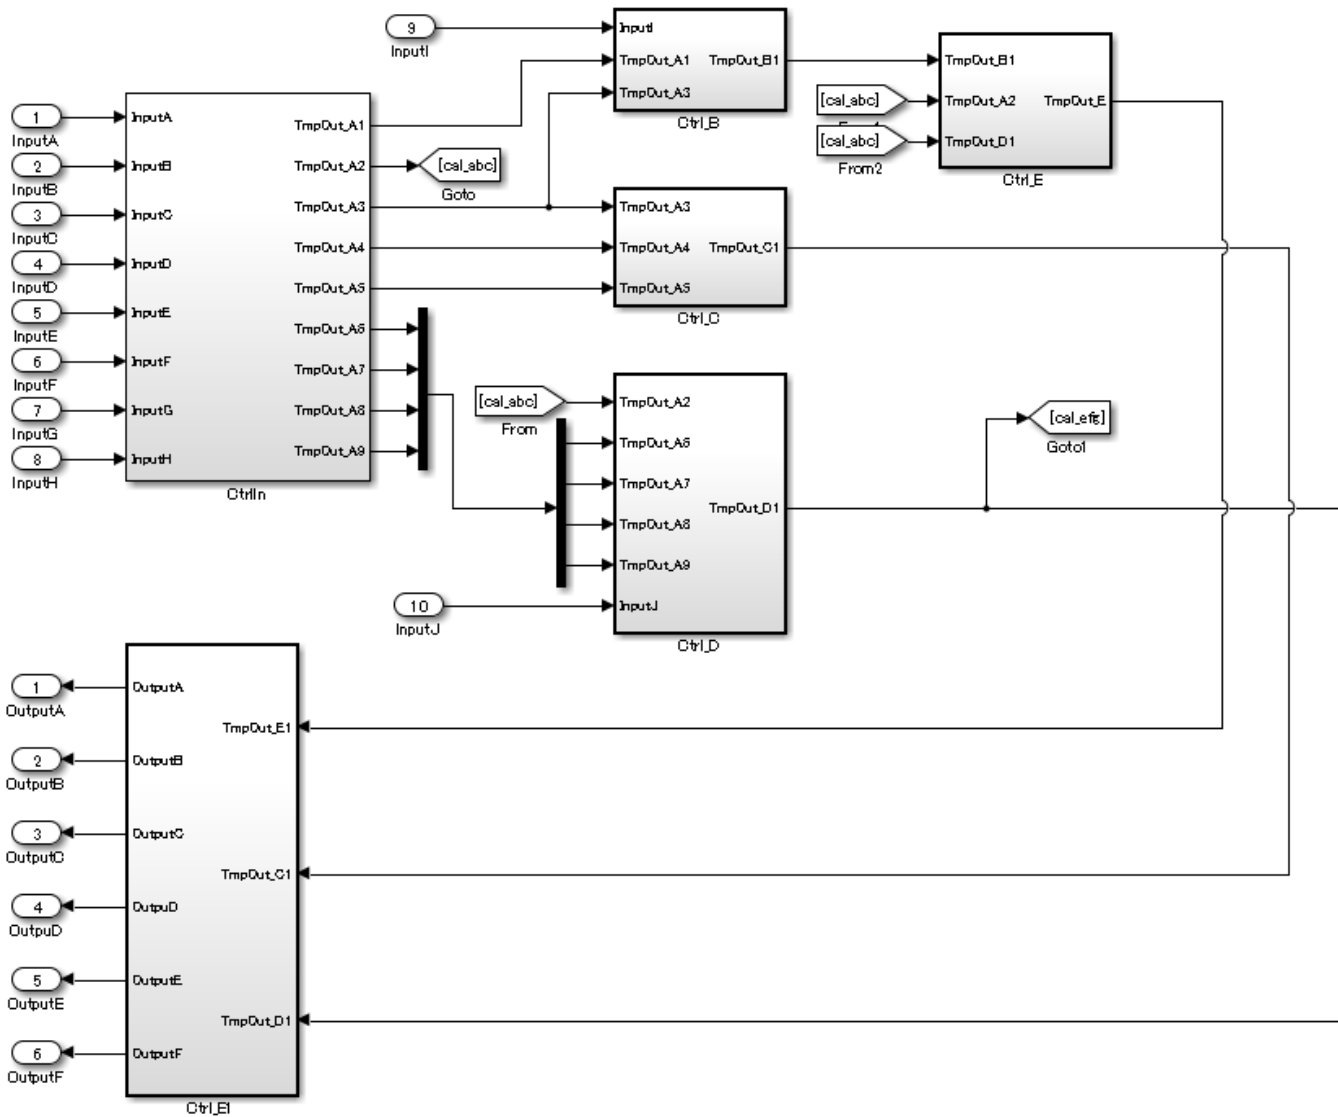 9
InputI
InputI
TmpOut_A1
TmpOut_A3
TmpOut_B1
Ctrl_B
TmpOut_B1
TmpOut_A2
TmpOut_D1
TmpOut_E
Ctrl_E
[cal_abc]
[cal_abc]
From2
1
InputA
2
InputB
3
InputC
4
InputD
5
InputE
6
InputF
7
InputG
8
InputH
InputA
InputB
InputC
InputD
InputE
InputF
InputG
InputH
TmpOut_A1
TmpOut_A2
TmpOut_A3
TmpOut_A4
TmpOut_A5
TmpOut_A6
TmpOut_A7
TmpOut_A8
TmpOut_A9
CtrlIn
[cal_abc]
Goto
TmpOut_A3
TmpOut_A4
TmpOut_A5
TmpOut_C1
Ctrl_C
[cal_abc]
From
TmpOut_A2
TmpOut_A6
TmpOut_A7
TmpOut_A8
TmpOut_A9
InputJ
TmpOut_D1
Ctrl_D
10
InputJ
[cal_efg]
Goto1
1
OutputA
2
OutputB
3
OutputC
4
OutpuD
5
OutputE
6
OutputF
OutputA
OutputB
OutputC
OutpuD
OutputE
OutputF
TmpOut_E1
TmpOut_C1
TmpOut_D1
Ctrl_E1